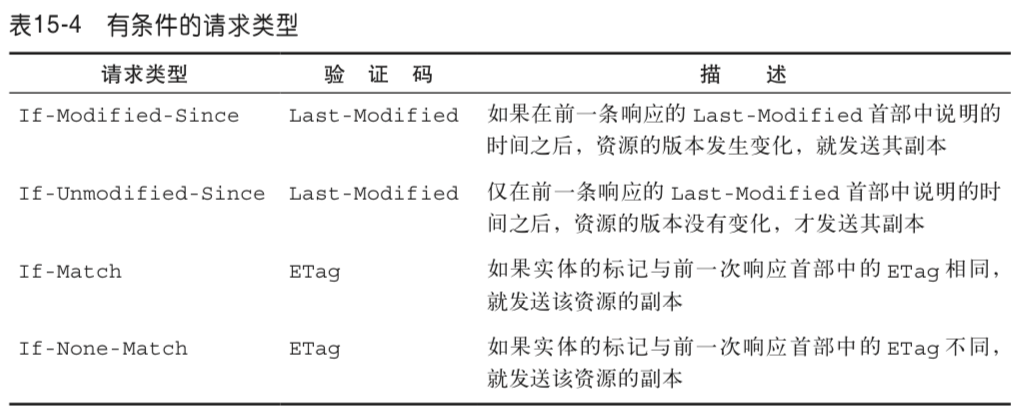 表15-4 有条件的请求类型
请求类型 验 证 码 描 述
If-Modified-Since Last-Modified 如果在前一条响应的 Last-Modified 首部中说明的
时间之后，资源的版本发生变化，就发送其副本
If-Unmodified-Since Last-Modified 仅在前一条响应的 Last-Modified 首部中说明的时
间之后，资源的版本没有变化，才发送其副本
If-Match ETag 如果实体的标记与前一次响应首部中的 ETag 相同，
就发送该资源的副本
If-None-Match ETag 如果实体的标记与前一次响应首部中的 ETag 不同，
就发送该资源的副本